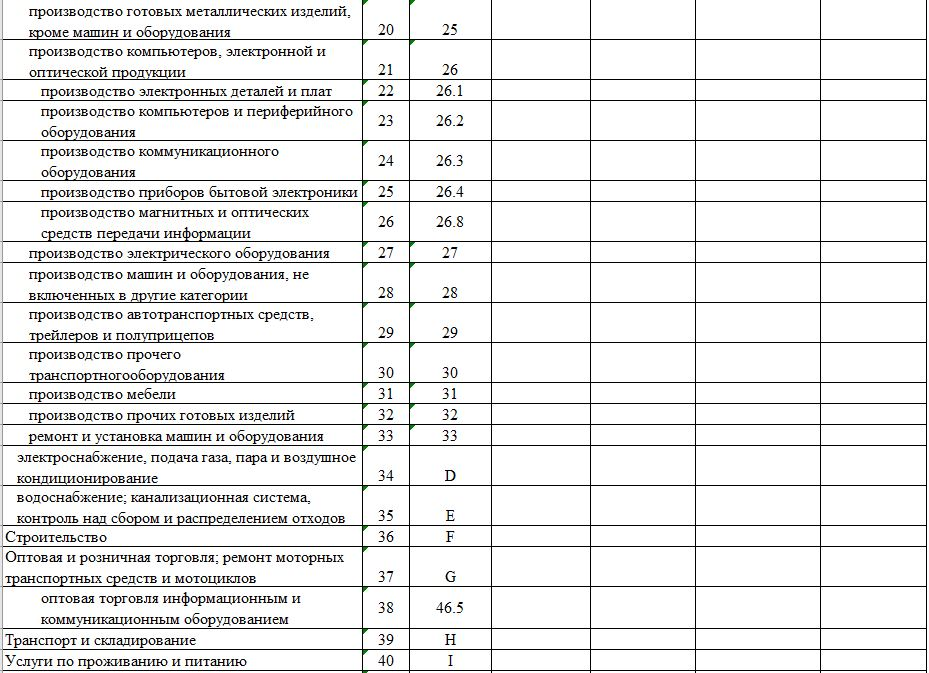 производство готовых металлических изделий,
кроме машин и оборудования 20 25
производство компьютеров, электронной и
оптической продукции 21 26
производство электронных деталей и плат 22 26.1
производство компьютеров и периферийного
оборудования 23 26.2
производство коммуникационного
оборудования 24 26.3
производство приборов бытовой электроники 25 26.4
производство магнитных и оптических
средств передачи информации 26 26.8
производство электрического оборудования 27 27
производство машин и оборудования, не
включенных в другие категории 28 28
производство автотранспортных средств,
трейлеров и полуприцепов 29 29
производство прочего
транспортногооборудования 30 30
производство мебели 31 31
производство прочих готовых изделий 32 32
ремонт и установка машин и оборудования 33 33
электроснабжение, подача газа, пара и воздушное
кондиционирование 34 D
водоснабжение; канализационная система,
контроль над сбором и распределением отходов 35 E
Строительство 36 F
Оптовая и розничная торговля; ремонт моторных
транспортных средств и мотоциклов 37 G
оптовая торговля информационным и
коммуникационным оборудованием 38 46.5
Транспорт и складирование 39 H
Услуги по проживанию и питанию 40 I